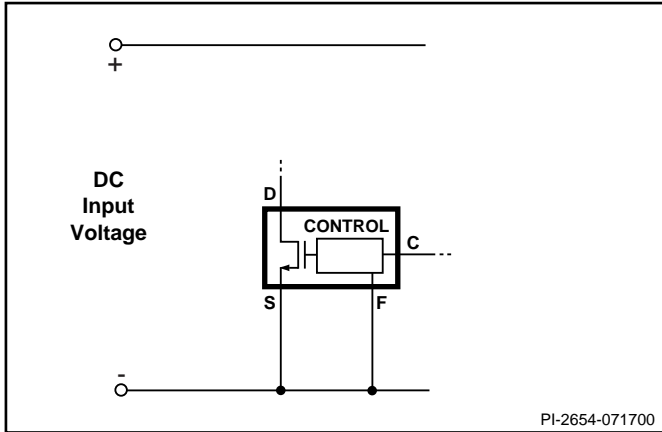 +
DC
Input
Voltage
D
CONTROL
C
S
F
-
PI-2654-071700